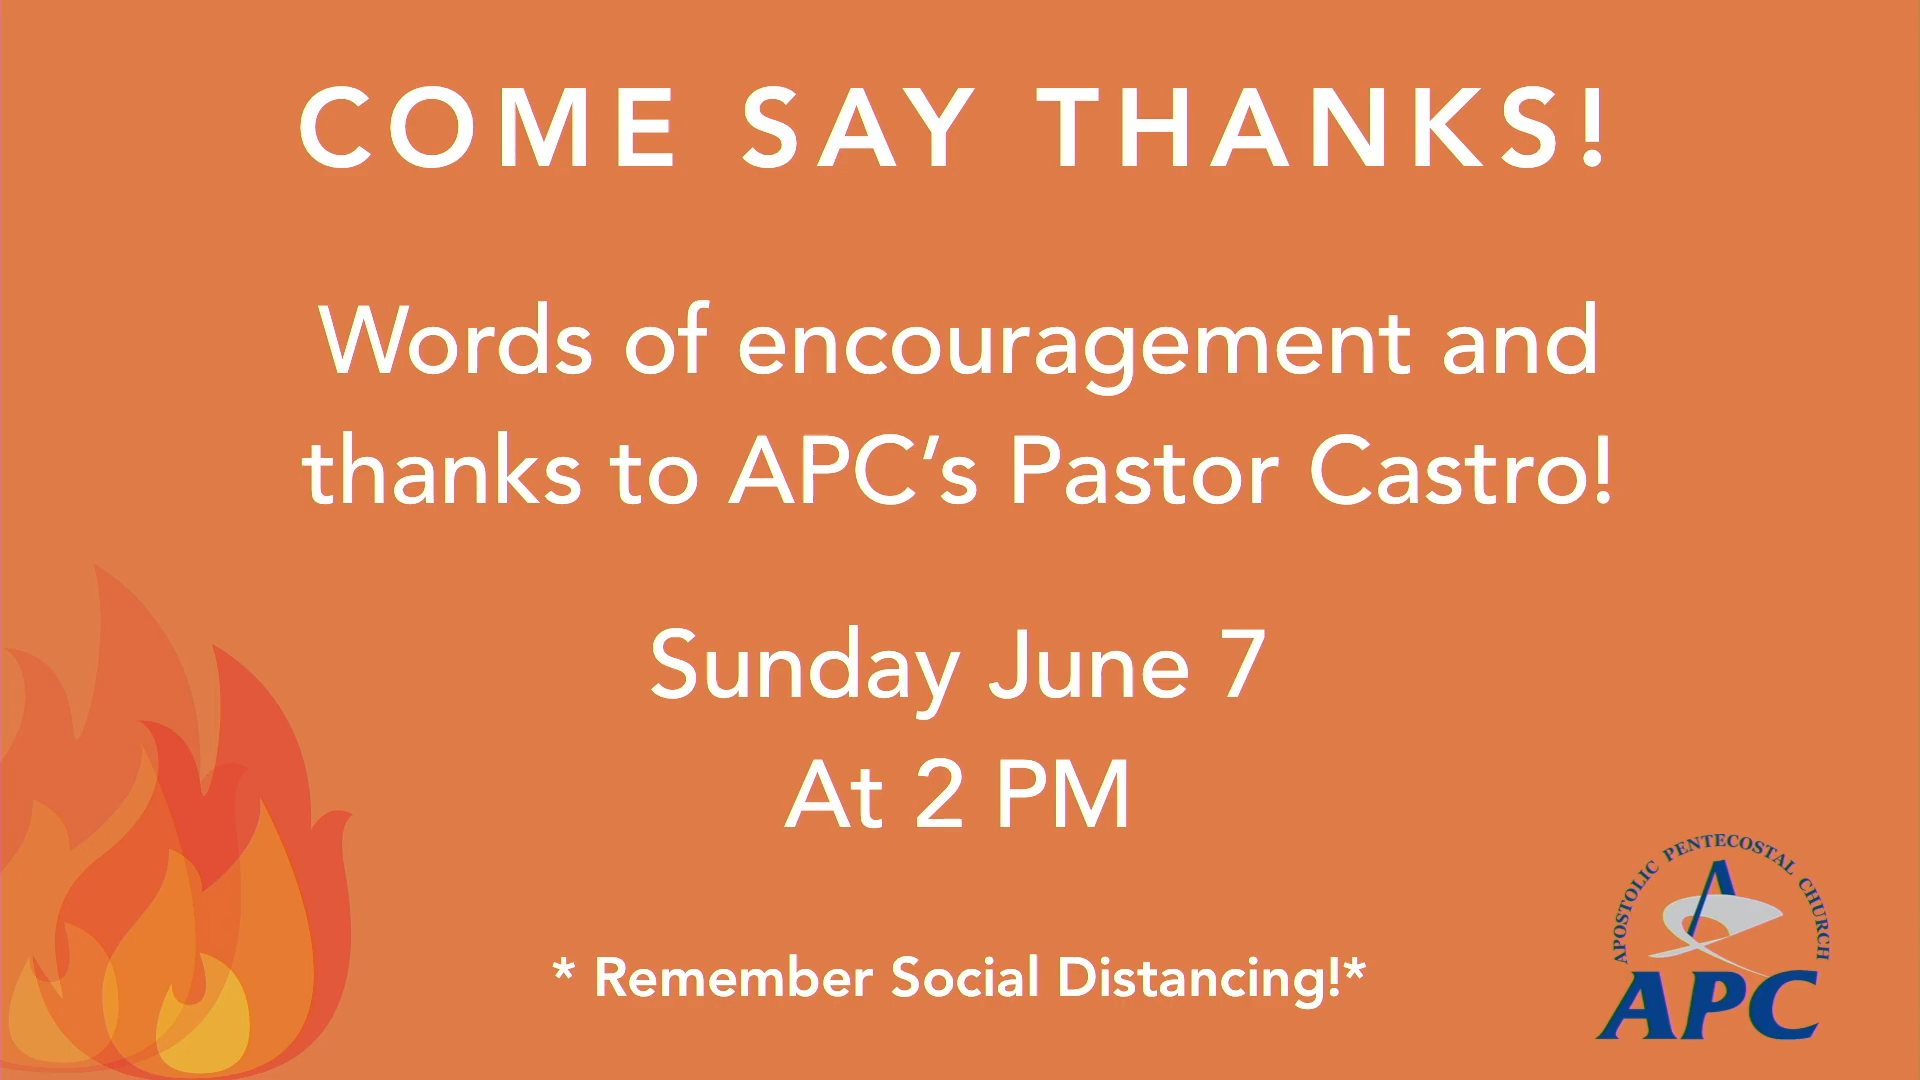 COME SAY THANKS!
Words of encouragement and
thanks to APC’s Pastor Castro!
Sunday June 7
At 2 PM
* Remember Social Distancing!*
APOSTOLIC PENTECOSTAL CHURCH
APC